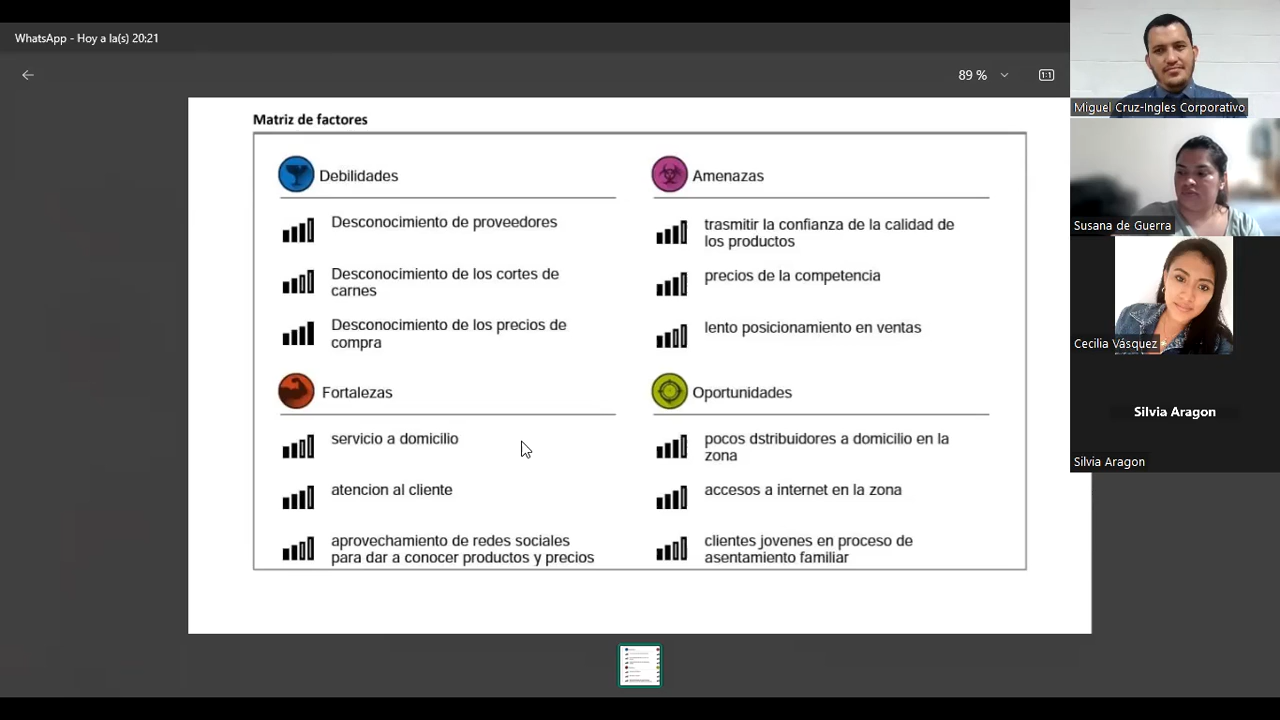 WhatsApp - Hoy a la(s) 20:21
89 %
1:1
Matriz de factores
Debilidades
Desconocimiento de proveedores
Desconocimiento de los cortes de
carnes
Desconocimiento de los precios de
compra
Amenazas
trasmitir la confianza de la calidad de
los productos
precios de la competencia
lento posicionamiento en ventas
Fortalezas
servicio a domicilio
atencion al cliente
aprovechamiento de redes sociales
para dar a conocer productos y precios
Oportunidades
pocos dstribuidores a domicilio en la
zona
accesos a internet en la zona
clientes jovenes en proceso de
asentamiento familiar
Miguel Cruz-Ingles Corporativo
Susana de Guerra
Cecilia Vásquez
Silvia Aragon
Silvia Aragon